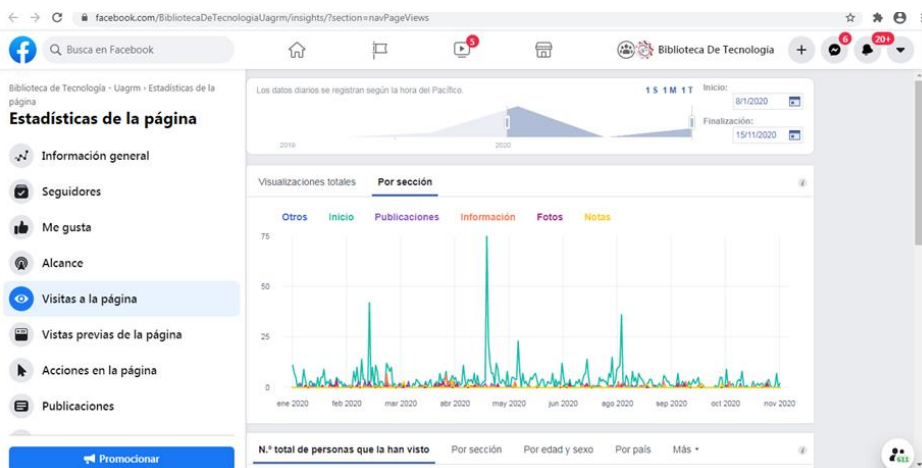 facebook.com/BibliotecaDeTecnologiaUagrm/insights/?section=navPageViews
Busca en Facebook
5
Biblioteca De Tecnologia
6
20+
Biblioteca de Tecnología - Uagrm › Estadísticas de la
página
Estadísticas de la página
Información general
Seguidores
Me gusta
Alcance
Visitas a la página
Vistas previas de la página
Acciones en la página
Publicaciones
Promocionar
Los datos diarios se registran según la hora del Pacífico.
1 S 1M 1T
Inicio:
8/1/2020
Finalización:
15/11/2020
2019
2020
Visualizaciones totales Por sección
Otros Inicio Publicaciones Información Fotos Notas
75
50
25
0
ene 2020 feb 2020 mar 2020 abr 2020 may 2020 jun 2020 ago 2020 sep 2020 oct 2020 nov 2020
N.º total de personas que la han visto Por sección Por edad y sexo Por país Más
611